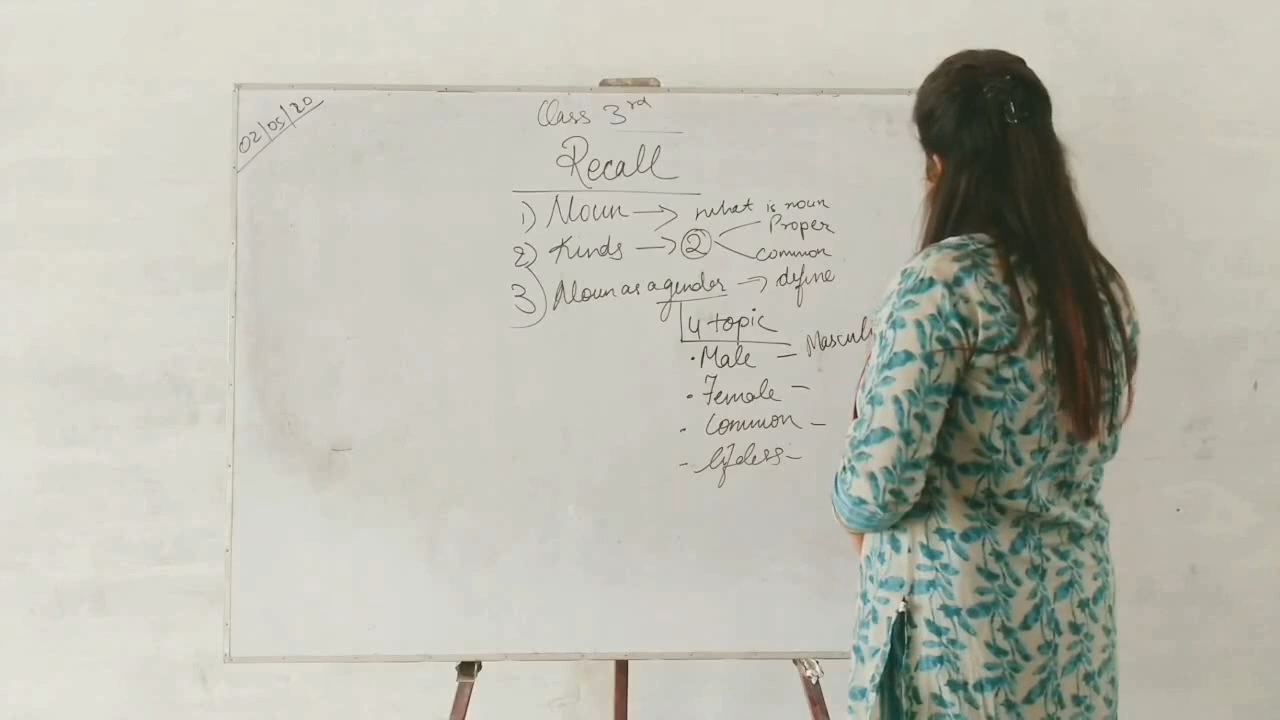 02/05/20
Class 3rd
Recall
1) Noun → what is noun
2) Kinds → 2 Proper
common
3) Noun as a gender → define
4 topic
• Male - Masculi
• Female -
- Common -
- lifeless -